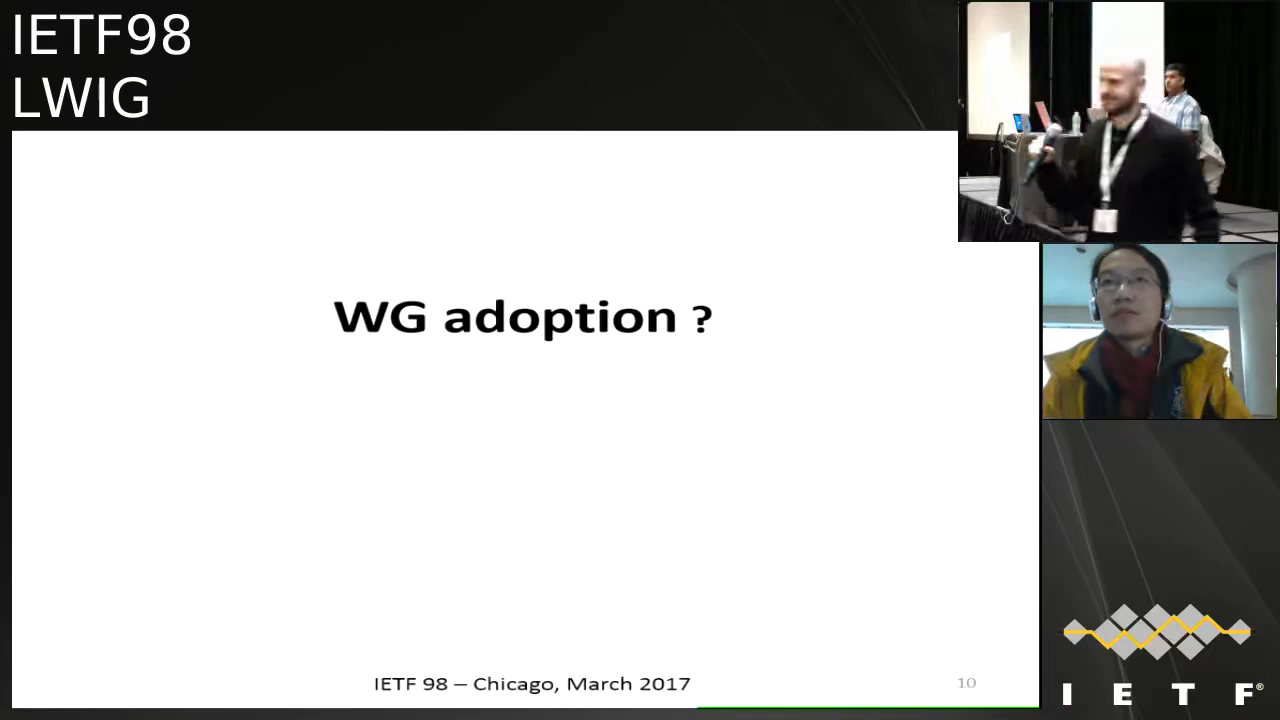 IETF98
LWIG
WG adoption ?
IETF 98 – Chicago, March 2017
10
I E T F®